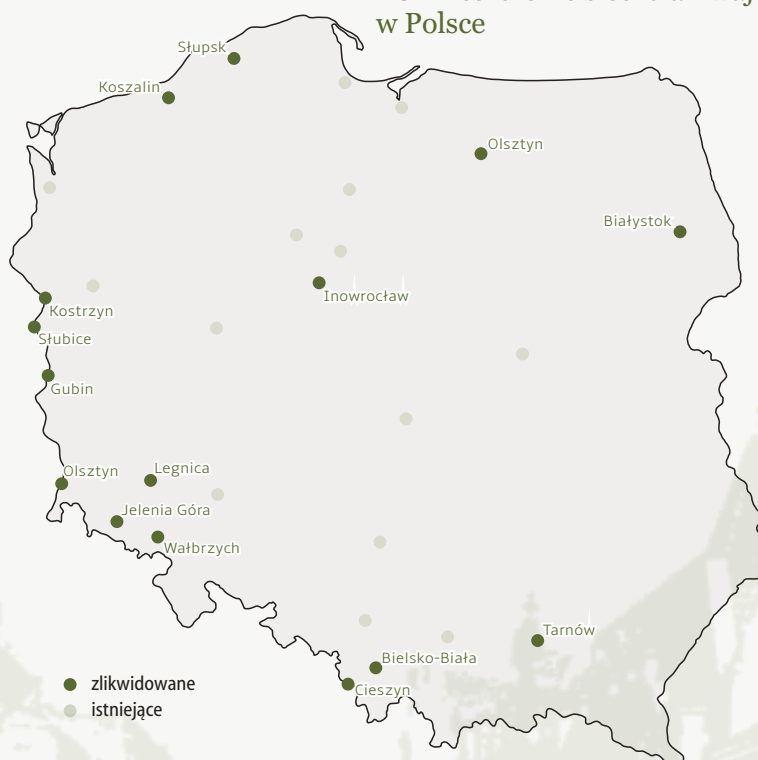 w Polsce
Słupsk
Koszalin
Olsztyn
Białystok
Inowrocław
Kostrzyn
Słubice
Gubin
Olsztyn
Legnica
Jelenia Góra
Wałbrzych
Tarnów
Bielsko-Biała
Cieszyn
zlikwidowane
istniejące